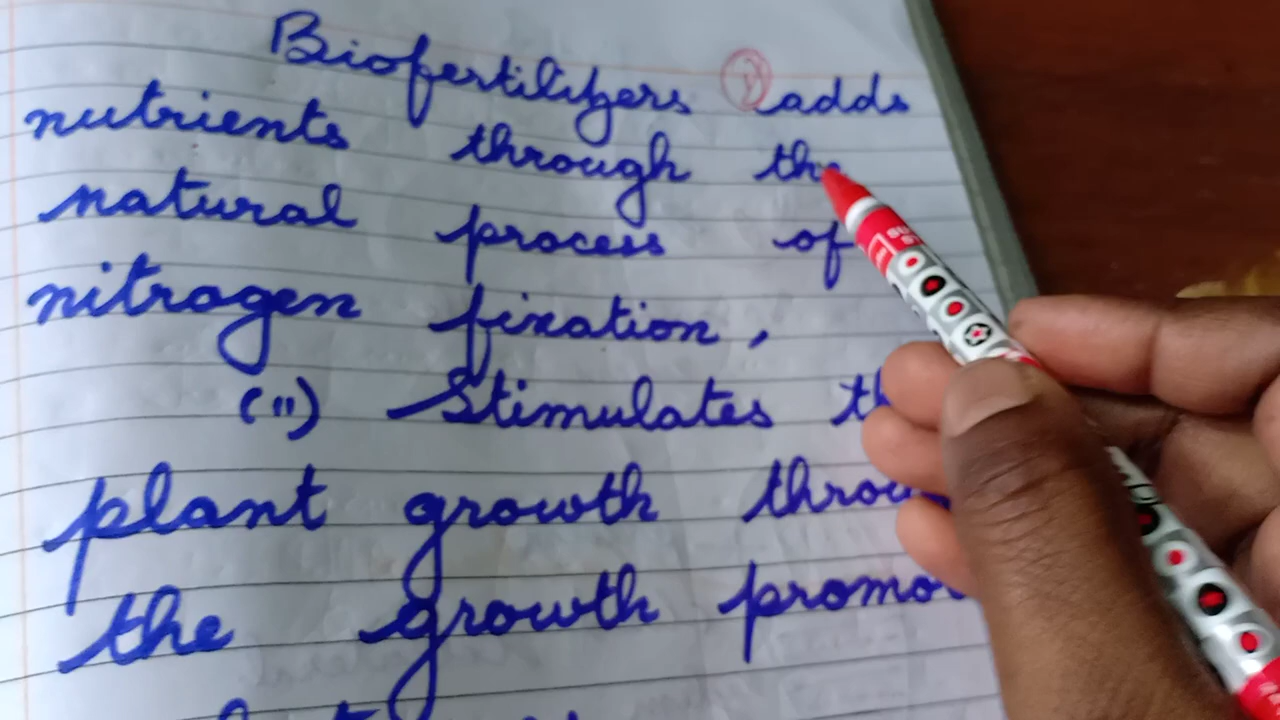 Biofertilizers (i) adds
nutrients through the
natural process of
nitrogen fixation,
(ii) Stimulates th
plant growth throu
the growth promo